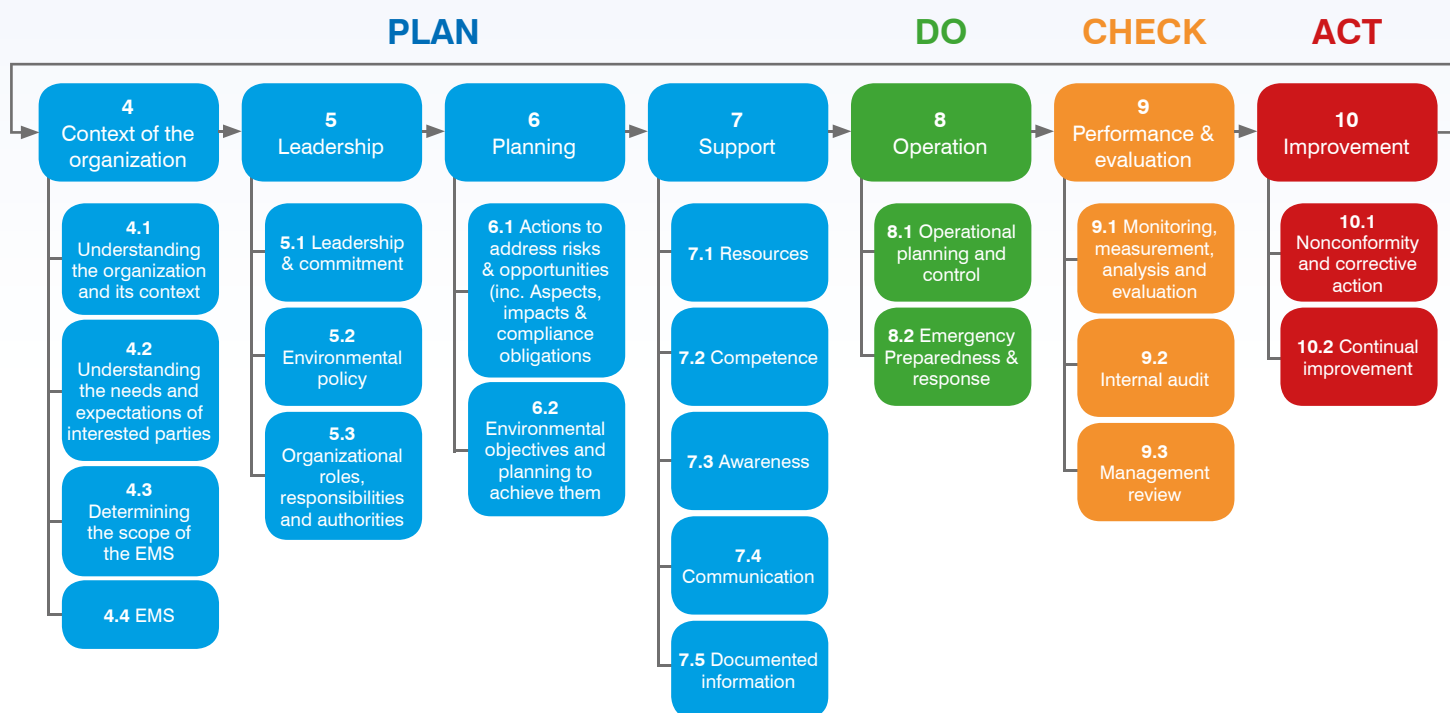 PLAN
DO
CHECK
ACT
4
Context of the
organization
5
Leadership
6
Planning
7
Support
8
Operation
9
Performance &
evaluation
10
Improvement
4.1
Understanding
the organization
and its context
4.2
Understanding
the needs and
expectations of
interested parties
4.3
Determining
the scope of
the EMS
4.4 EMS
5.1 Leadership
& commitment
5.2
Environmental
policy
5.3
Organizational
roles,
responsibilities
and authorities
6.1 Actions to
address risks
& opportunities
(inc. Aspects,
impacts &
compliance
obligations
6.2
Environmental
objectives and
planning to
achieve them
7.1 Resources
7.2 Competence
7.3 Awareness
7.4
Communication
7.5 Documented
information
8.1 Operational
planning and
control
8.2 Emergency
Preparedness &
response
9.1 Monitoring,
measurement,
analysis and
evaluation
9.2
Internal audit
9.3
Management
review
10.1
Nonconformity
and corrective
action
10.2 Continual
improvement